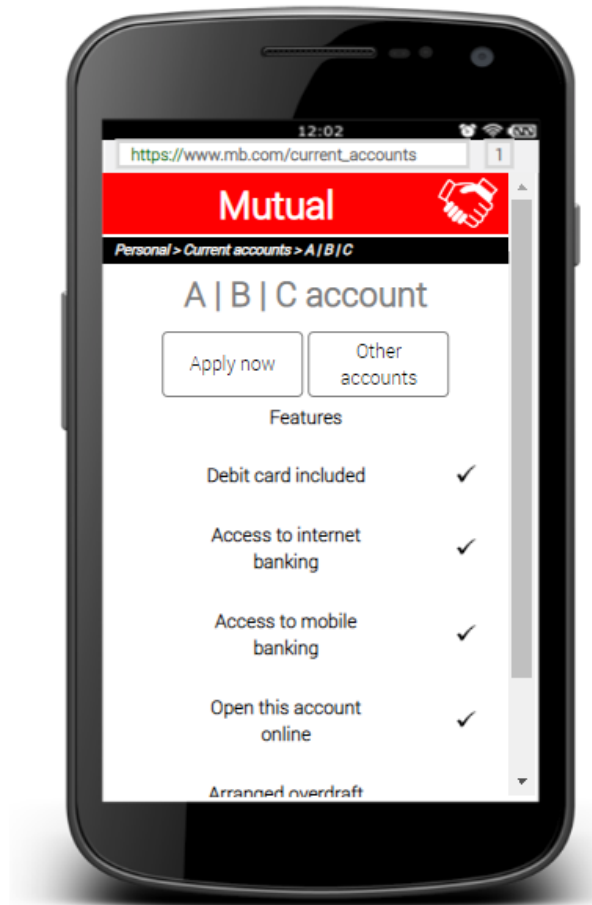 12:02
https://www.mb.com/current_accounts
1
Mutual
Personal > Current accounts > A | B | C
A | B | C account
Apply now
Other
accounts
Features
Debit card included
Access to internet
banking
Access to mobile
banking
Open this account
online
Arranged overdraft